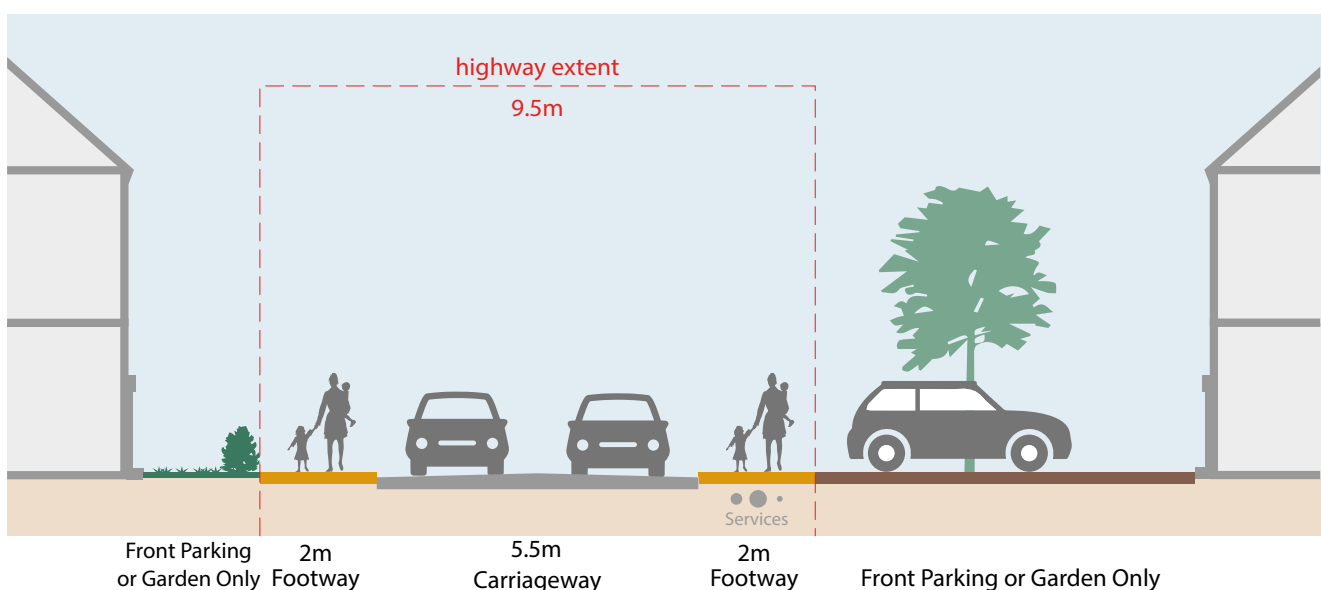 highway extent
9.5m
Services
Front Parking
or Garden Only
2m
Footway
5.5m
Carriageway
2m
Footway
Front Parking or Garden Only